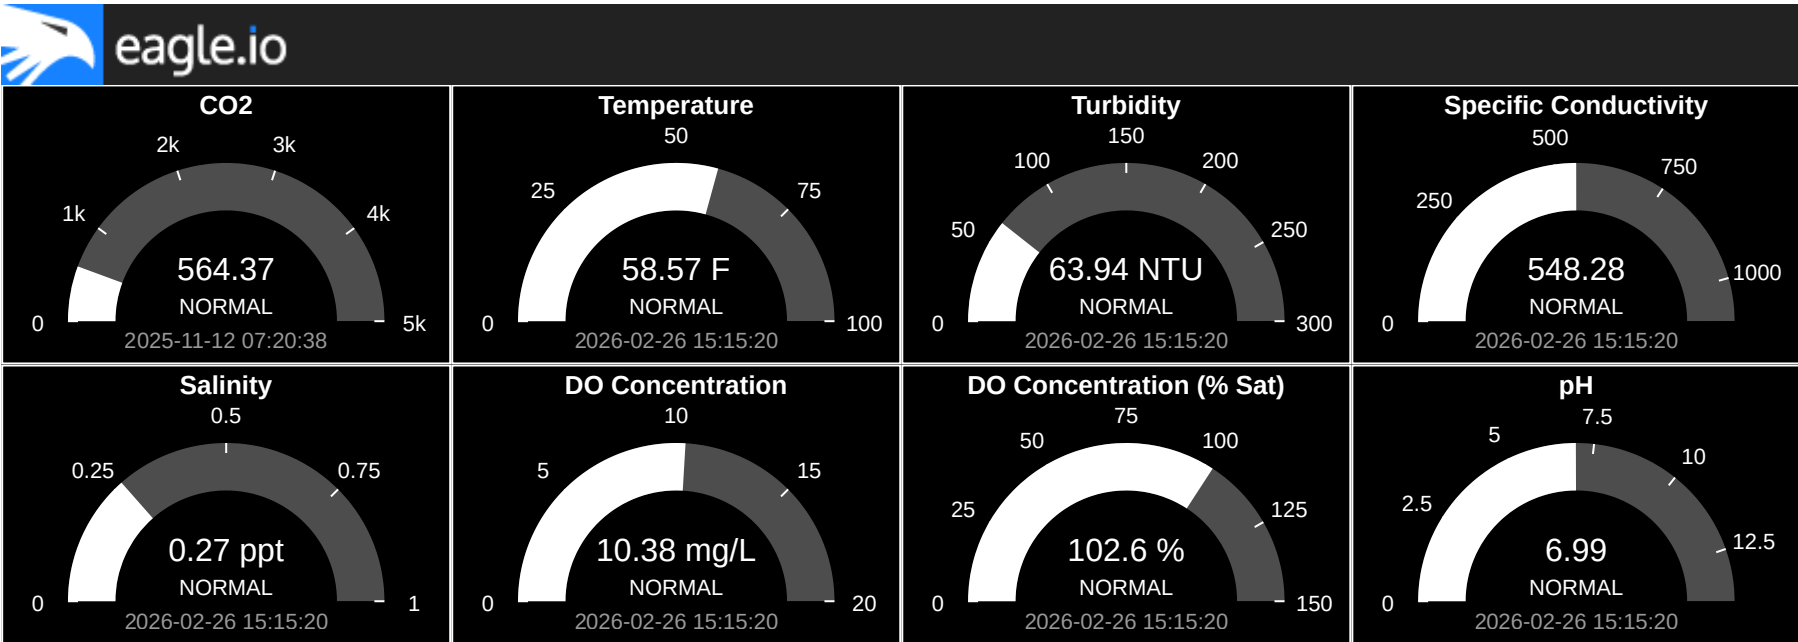 eagle.io
CO2
2k
3k
1k
4k
564.37
NORMAL
0
5k
2025-11-12 07:20:38
Temperature
50
25
75
58.57 F
NORMAL
0
100
2026-02-26 15:15:20
Turbidity
150
100
200
50
250
63.94 NTU
NORMAL
0
300
2026-02-26 15:15:20
Specific Conductivity
500
750
250
1000
548.28
NORMAL
0
2026-02-26 15:15:20
Salinity
0.5
0.25
0.75
0.27 ppt
NORMAL
0
1
2026-02-26 15:15:20
DO Concentration
10
5
15
10.38 mg/L
NORMAL
0
20
2026-02-26 15:15:20
DO Concentration (% Sat)
75
50
100
25
125
102.6 %
NORMAL
0
150
2026-02-26 15:15:20
pH
7.5
5
10
2.5
12.5
6.99
NORMAL
0
2026-02-26 15:15:20